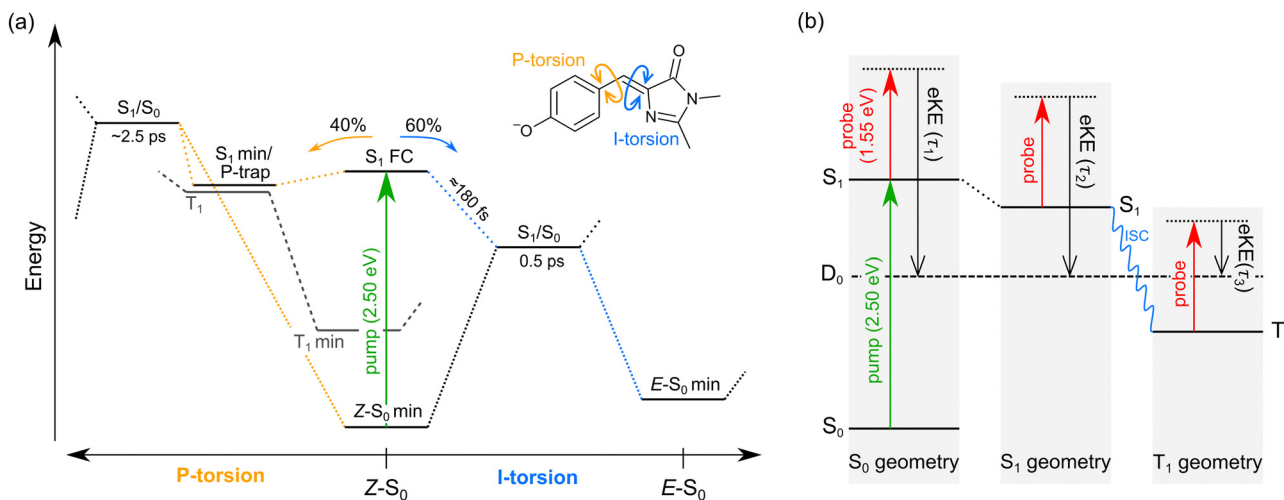 (a)
Energy
S₁/S₀
~2.5 ps
S₁ min/
P-trap
T₁
T₁ min
40%
60%
S₁ FC
≈180 fs
pump (2.50 eV)
Z-S₀ min
S₁/S₀
0.5 ps
E-S₀ min
P-torsion
I-torsion
O
N
N
⁻O
P-torsion
Z-S₀
I-torsion
E-S₀
(b)
probe
(1.55 eV)
eKE (τ₁)
S₁
pump (2.50 eV)
D₀
S₀
S₀ geometry
probe
eKE (τ₂)
S₁
ISC
S₁ geometry
probe
eKE(τ₃)
T
T₁ geometry